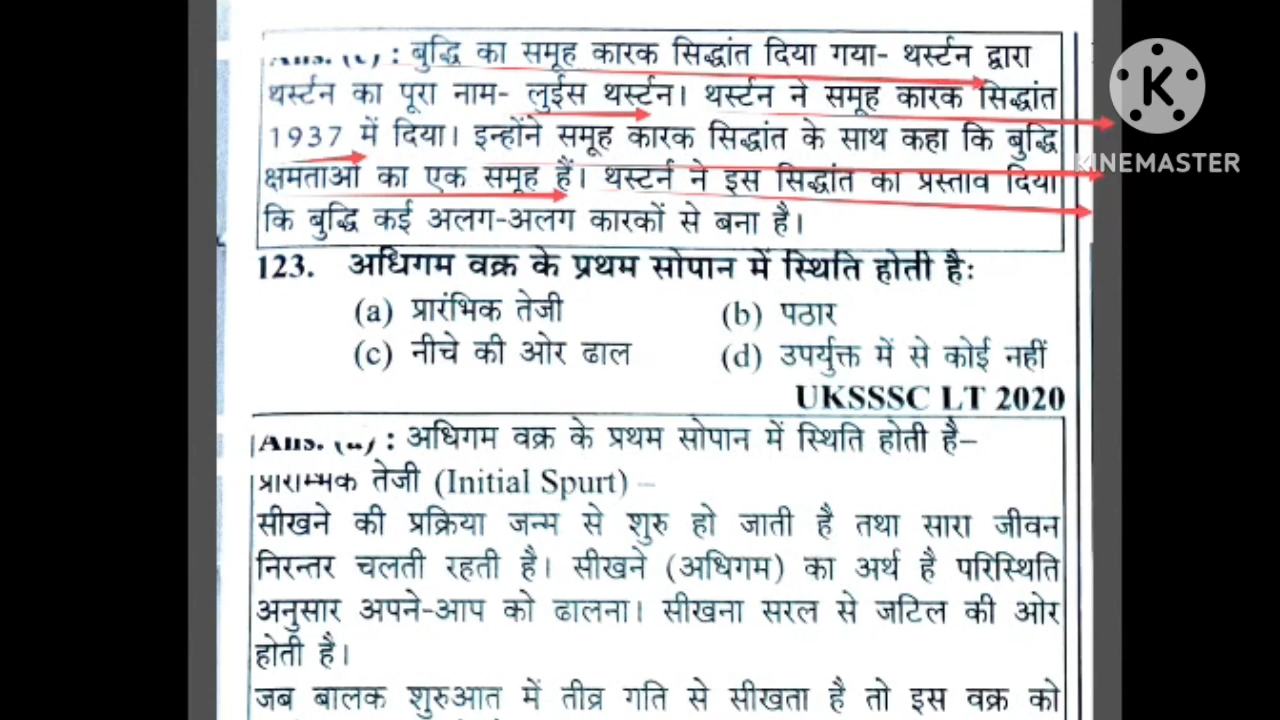 : बुद्धि का समूह कारक सिद्धांत दिया गया- थर्स्टन द्वारा
थर्स्टन का पूरा नाम- लुईस थर्स्टन। थर्स्टन ने समूह कारक सिद्धांत
1937 में दिया। इन्होंने समूह कारक सिद्धांत के साथ कहा कि बुद्धि
क्षमताओं का एक समूह हैं। थर्स्टन ने इस सिद्धांत का प्रस्ताव दिया
कि बुद्धि कई अलग-अलग कारकों से बना है।
K
KINEMASTER
123. अधिगम वक्र के प्रथम सोपान में स्थिति होती है:
(a) प्रारंभिक तेजी (b) पठार
(c) नीचे की ओर ढाल (d) उपर्युक्त में से कोई नहीं
UKSSSC LT 2020
Ans. (a) : अधिगम वक्र के प्रथम सोपान में स्थिति होती है–
प्रारम्भिक तेजी (Initial Spurt) –
सीखने की प्रक्रिया जन्म से शुरु हो जाती है तथा सारा जीवन
निरन्तर चलती रहती है। सीखने (अधिगम) का अर्थ है परिस्थिति
अनुसार अपने-आप को ढालना। सीखना सरल से जटिल की ओर
होती है।
जब बालक शुरुआत में तीव्र गति से सीखता है तो इस वक्र को